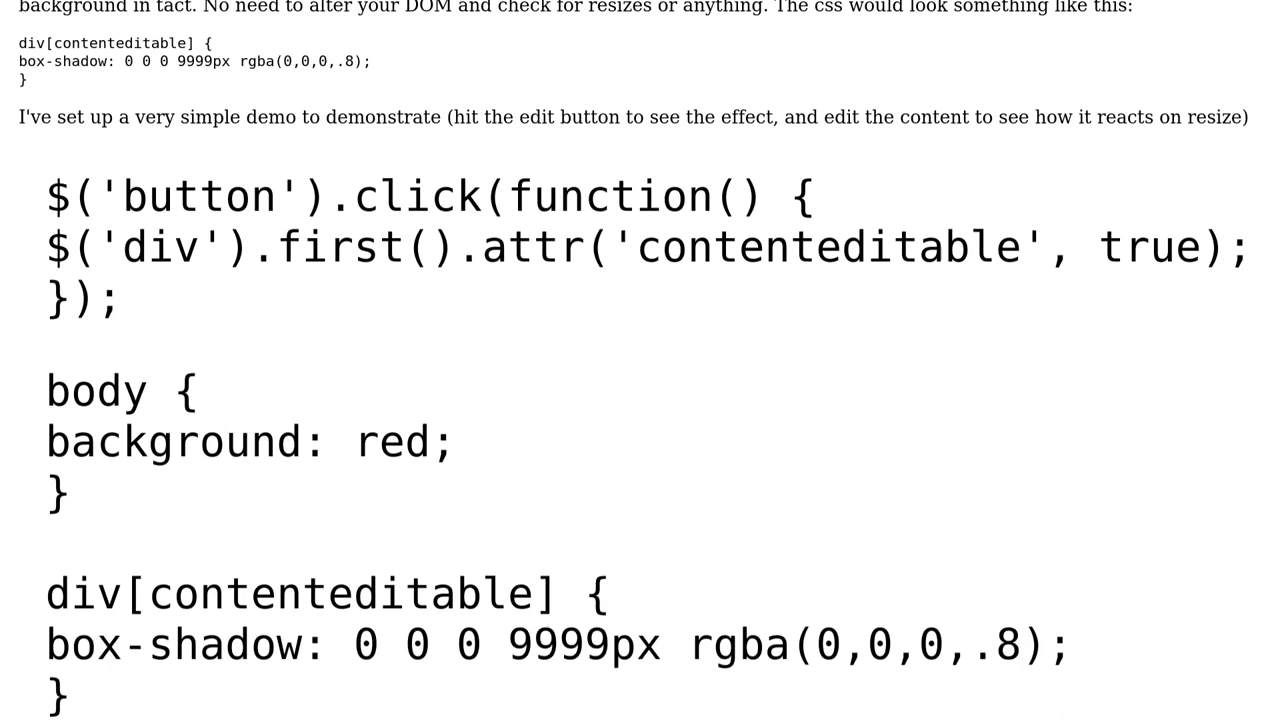 background in tact. No need to alter your DOM and check for resizes or anything. The css would look something like this:
div[contenteditable] {
box-shadow: 0 0 0 9999px rgba(0,0,0,.8);
}
I've set up a very simple demo to demonstrate (hit the edit button to see the effect, and edit the content to see how it reacts on resize)
$('button').click(function() {
$('div').first().attr('contenteditable', true);
});
body {
background: red;
}
div[contenteditable] {
box-shadow: 0 0 0 9999px rgba(0,0,0,.8);
}